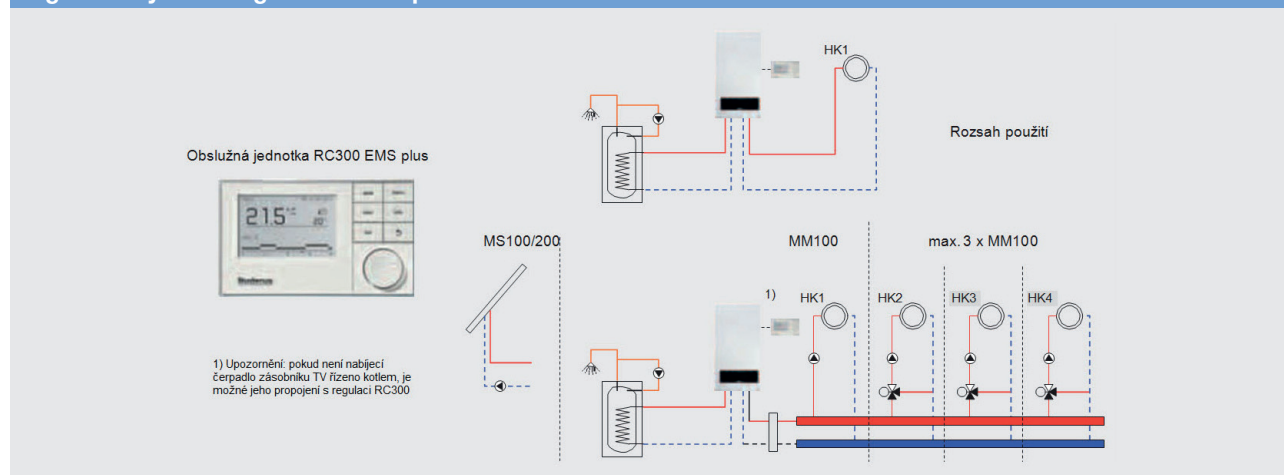 HK1
Rozsah použití
Obslužná jednotka RC300 EMS plus
21.5°
Buderus
MS100/200
MM100
max. 3 x MM100
1)
HK1
HK2
HK3
HK4
1) Upozornění: pokud není nabíjecí
čerpadlo zásobníku TV řízeno kotlem, je
možné jeho propojení s regulaci RC300